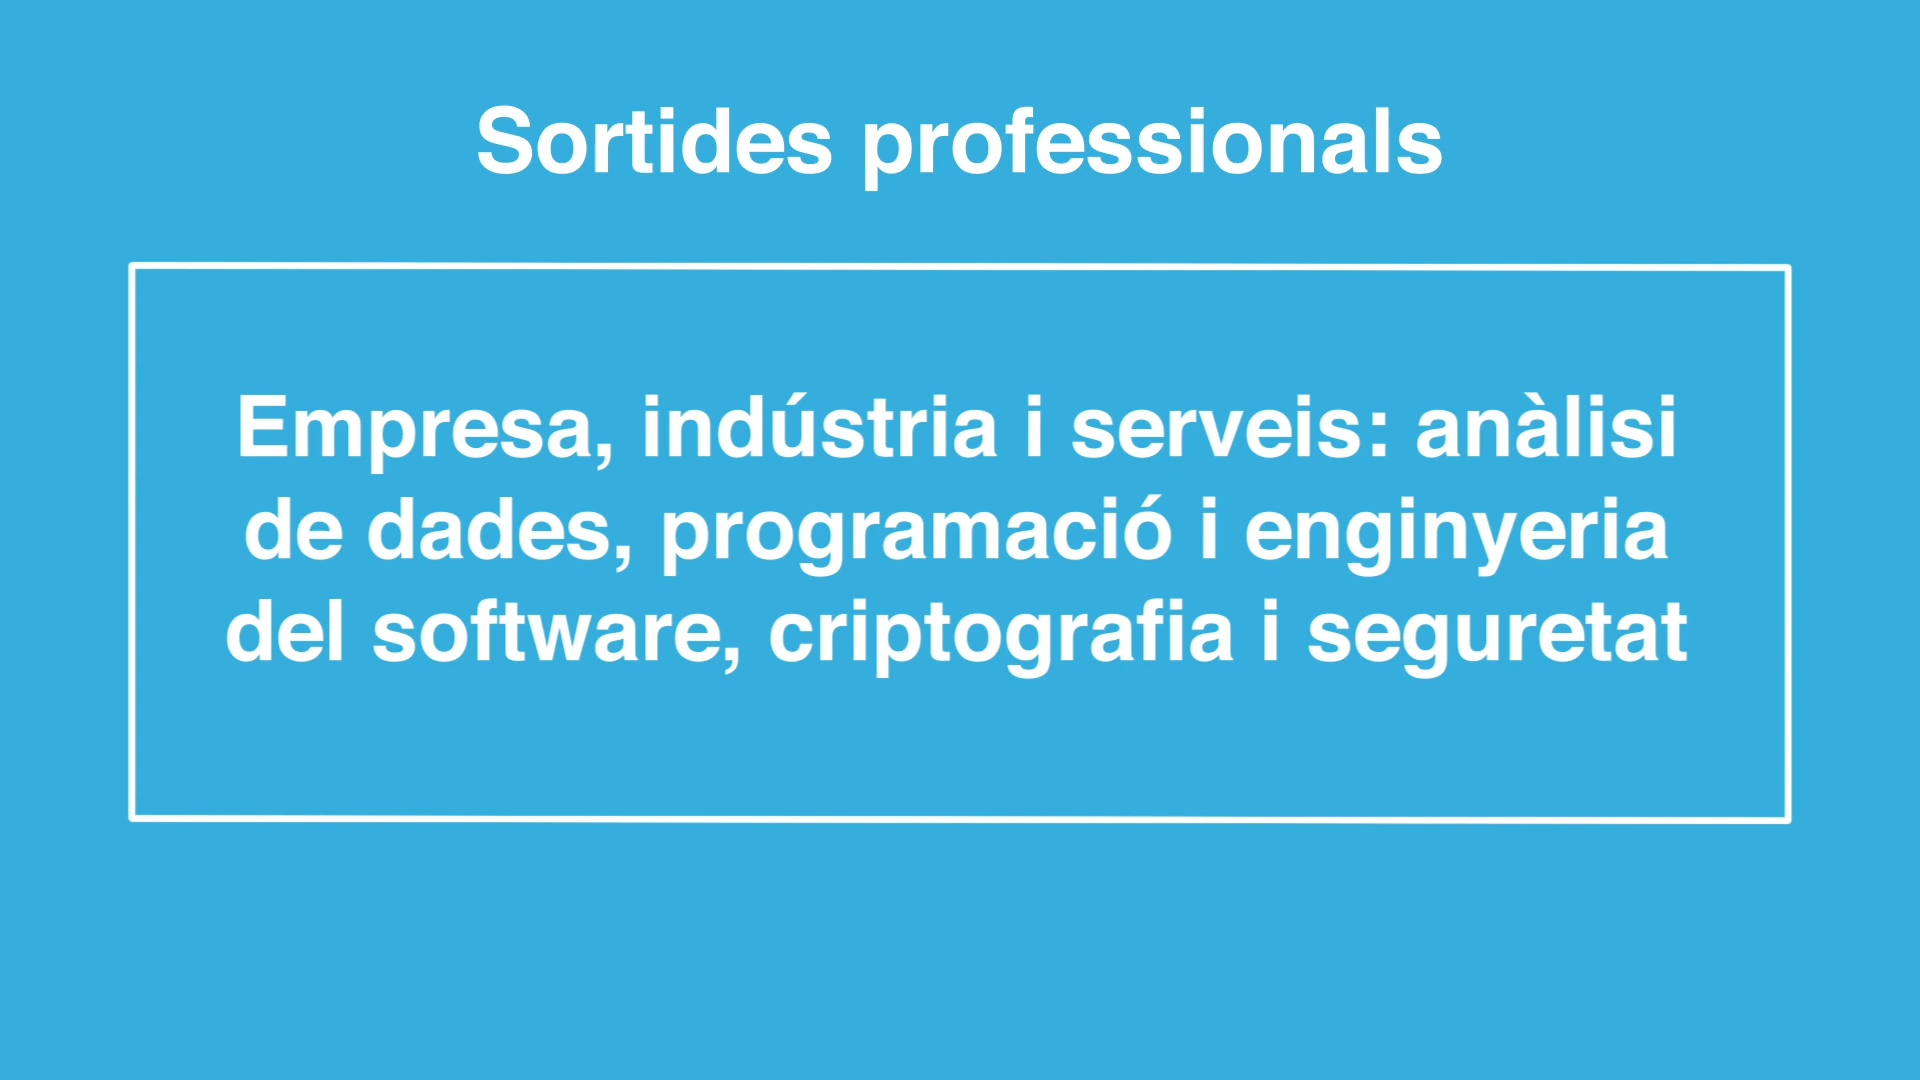 Sortides professionals
Empresa, indústria i serveis: anàlisi
de dades, programació i enginyeria
del software, criptografia i seguretat